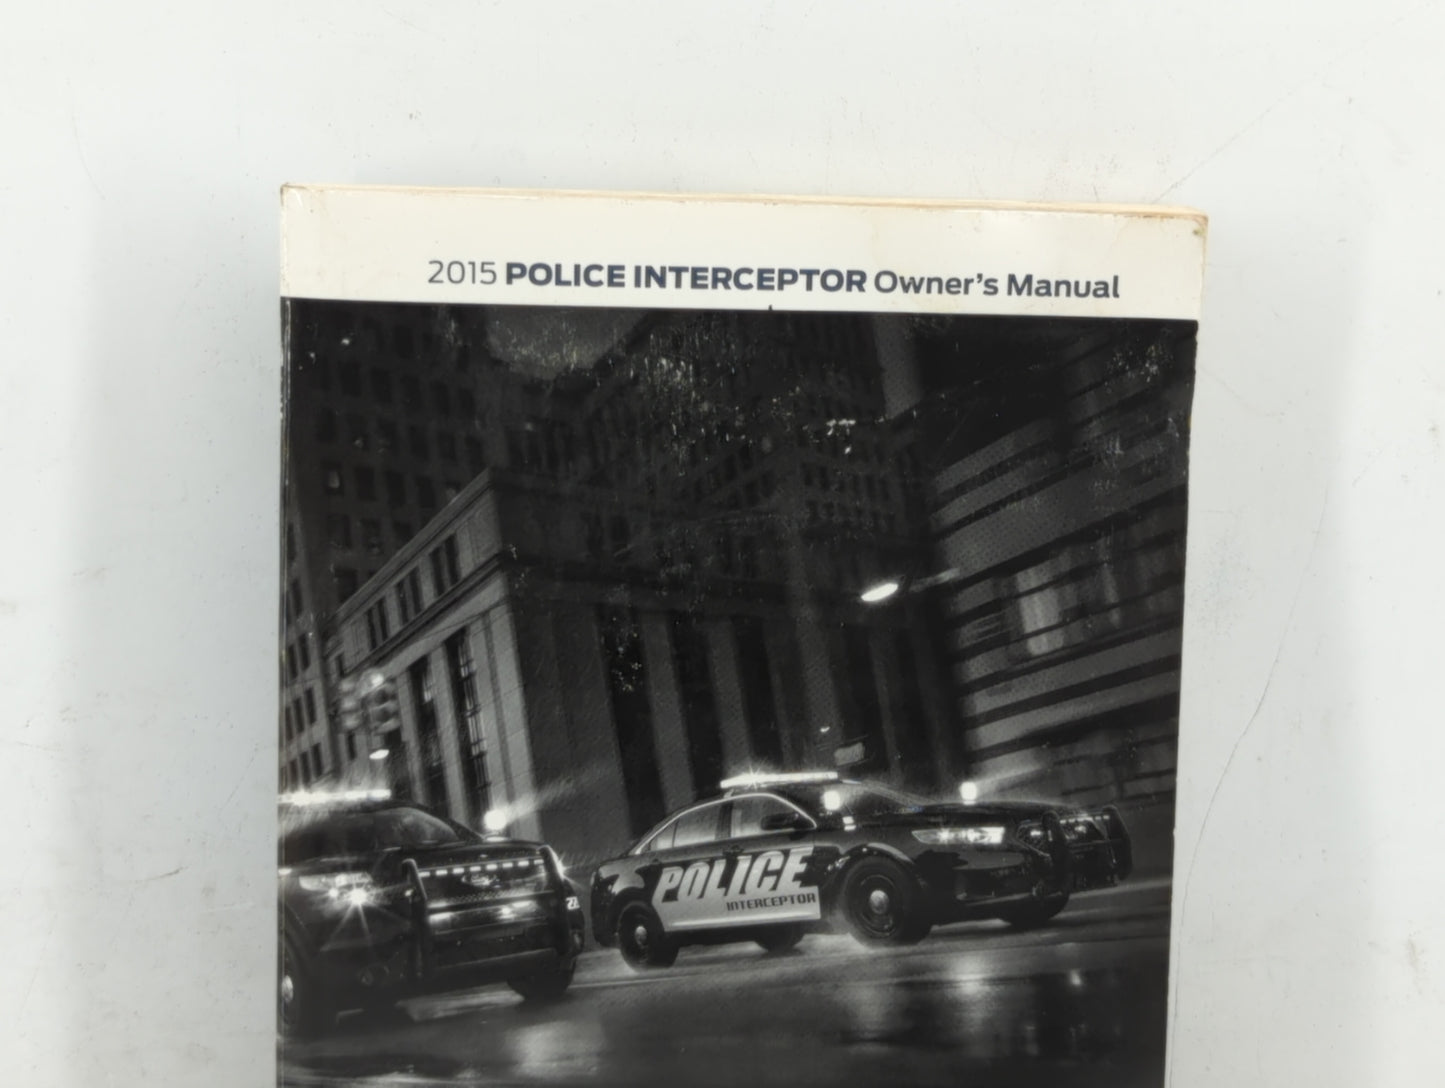 2015 POLICE INTERCEPTOR Owner's Manual
POLICE
INTERCEPTOR